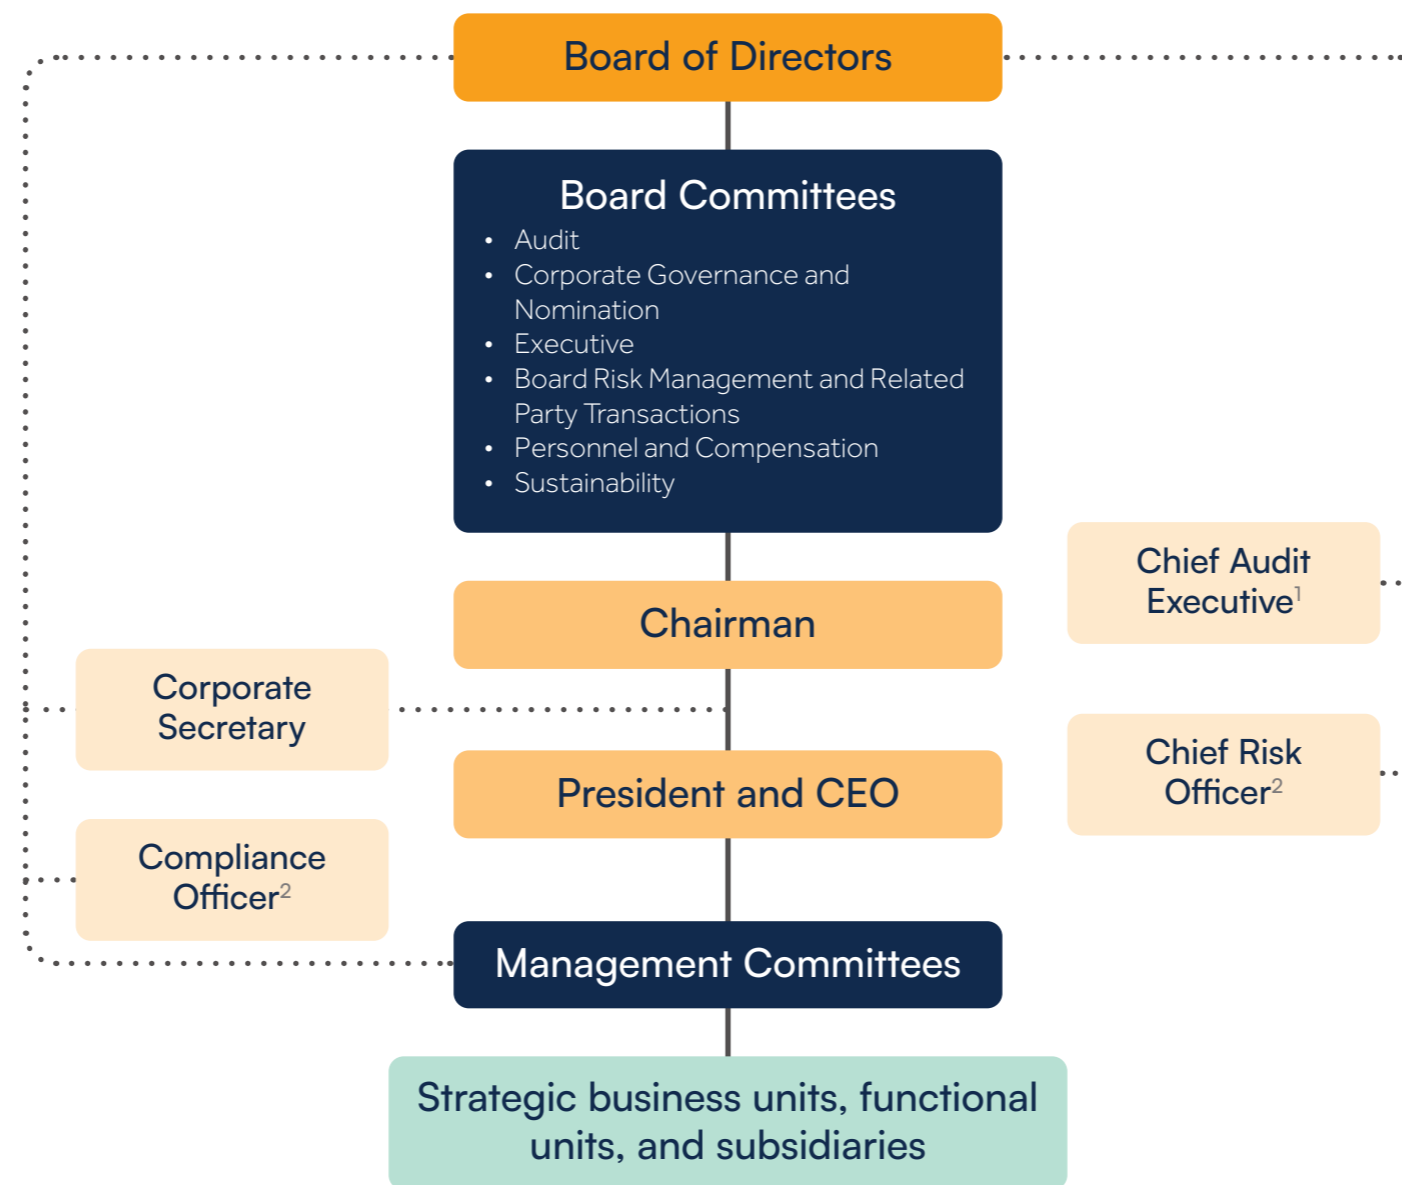 Board of Directors
Board Committees
• Audit
• Corporate Governance and
Nomination
• Executive
• Board Risk Management and Related
Party Transactions
• Personnel and Compensation
• Sustainability
Chief Audit
Executive¹
Chairman
Corporate
Secretary
Chief Risk
Officer²
President and CEO
Compliance
Officer²
Management Committees
Strategic business units, functional
units, and subsidiaries